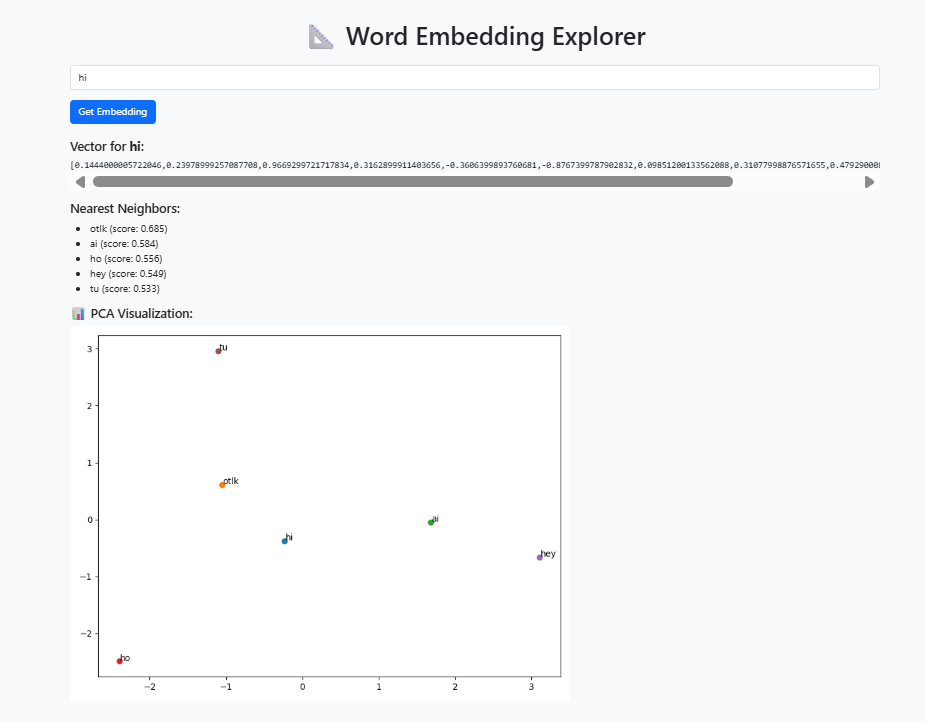 📐 Word Embedding Explorer
hi
Get Embedding
Vector for hi:
[0.1444000005722046,0.23978999257087708,0.9669299721717834,0.3162899911403656,-0.3606399893760681,-0.8767399787902832,0.09851200133562088,0.31077998876571655,0.47929000
Nearest Neighbors:
• otlk (score: 0.685)
• ai (score: 0.584)
• ho (score: 0.556)
• hey (score: 0.549)
• tu (score: 0.533)
📊 PCA Visualization:
3
tu
2
1
otlk
0
ai
hi
hey
−1
−2
ho
−2 −1 0 1 2 3